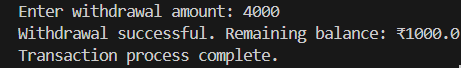 Enter withdrawal amount: 4000
Withdrawal successful. Remaining balance: ₹1000.0
Transaction process complete.